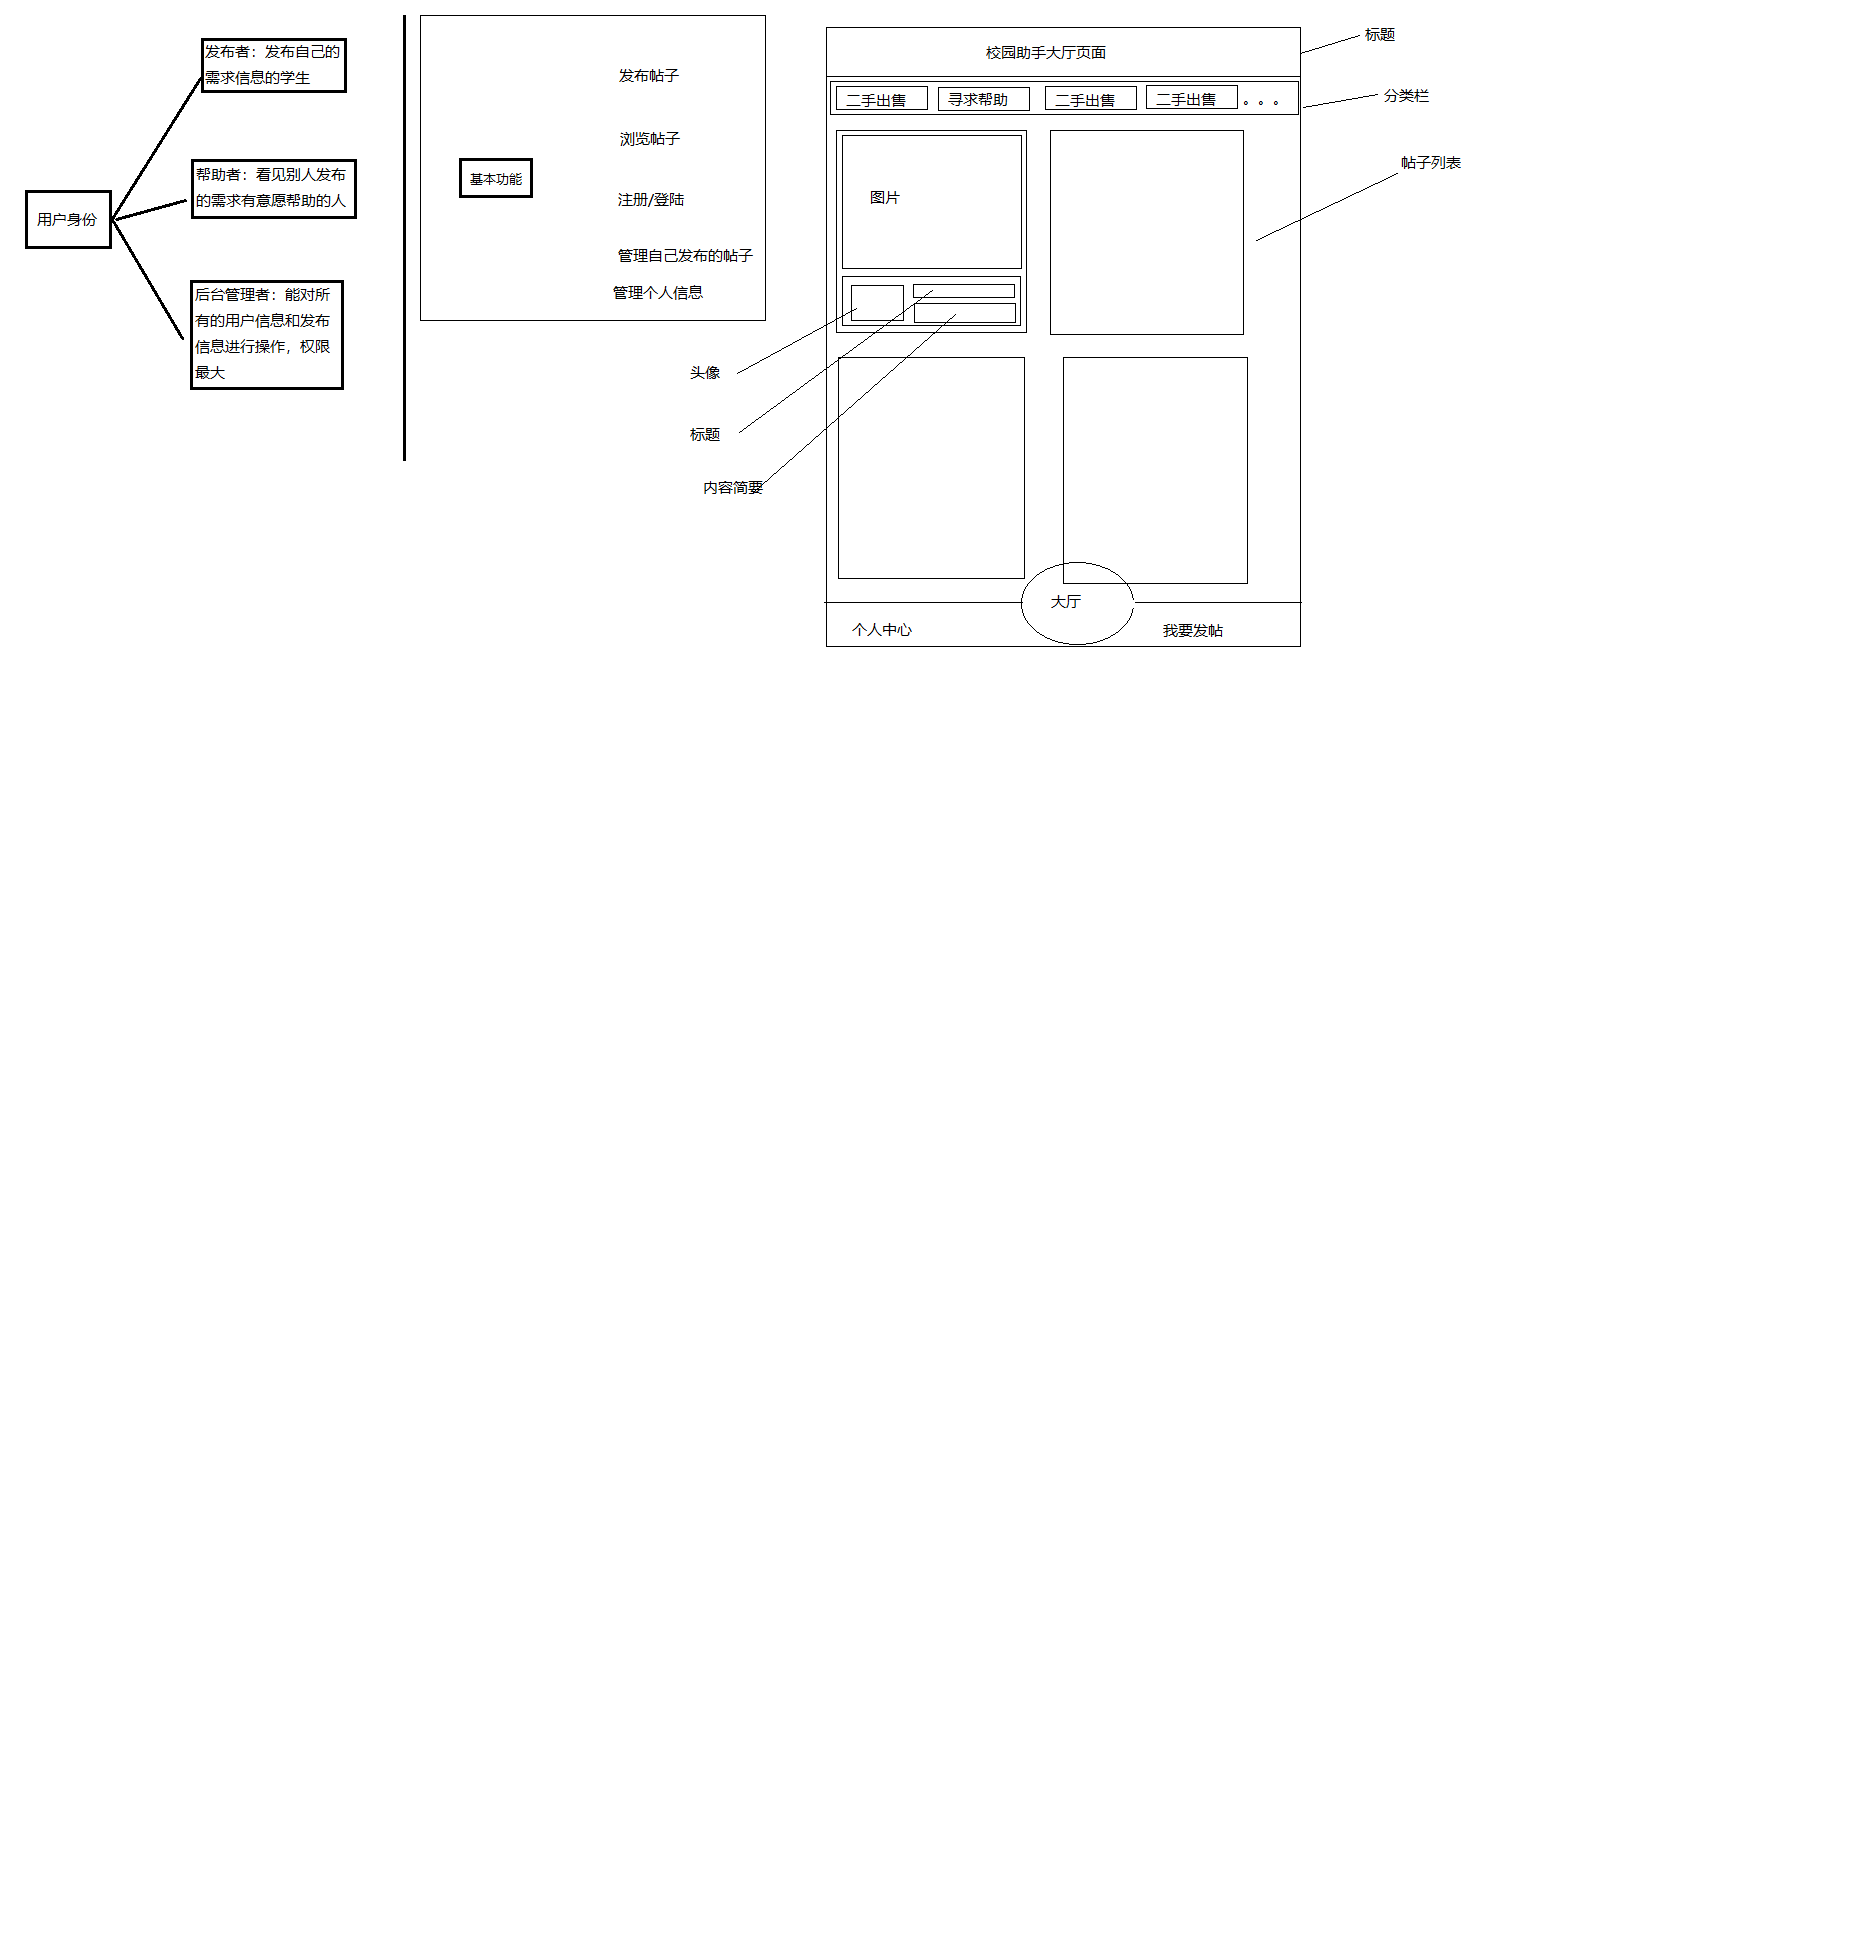 用户身份
发布者：发布自己的
需求信息的学生
帮助者：看见别人发布
的需求有意愿帮助的人
后台管理者：能对所
有的用户信息和发布
信息进行操作，权限
最大
基本功能
发布帖子
浏览帖子
注册/登陆
管理自己发布的帖子
管理个人信息
校园助手大厅页面
二手出售 寻求帮助 二手出售 二手出售 。。。
图片
大厅
个人中心
我要发帖
头像
标题
内容简要
标题
分类栏
帖子列表